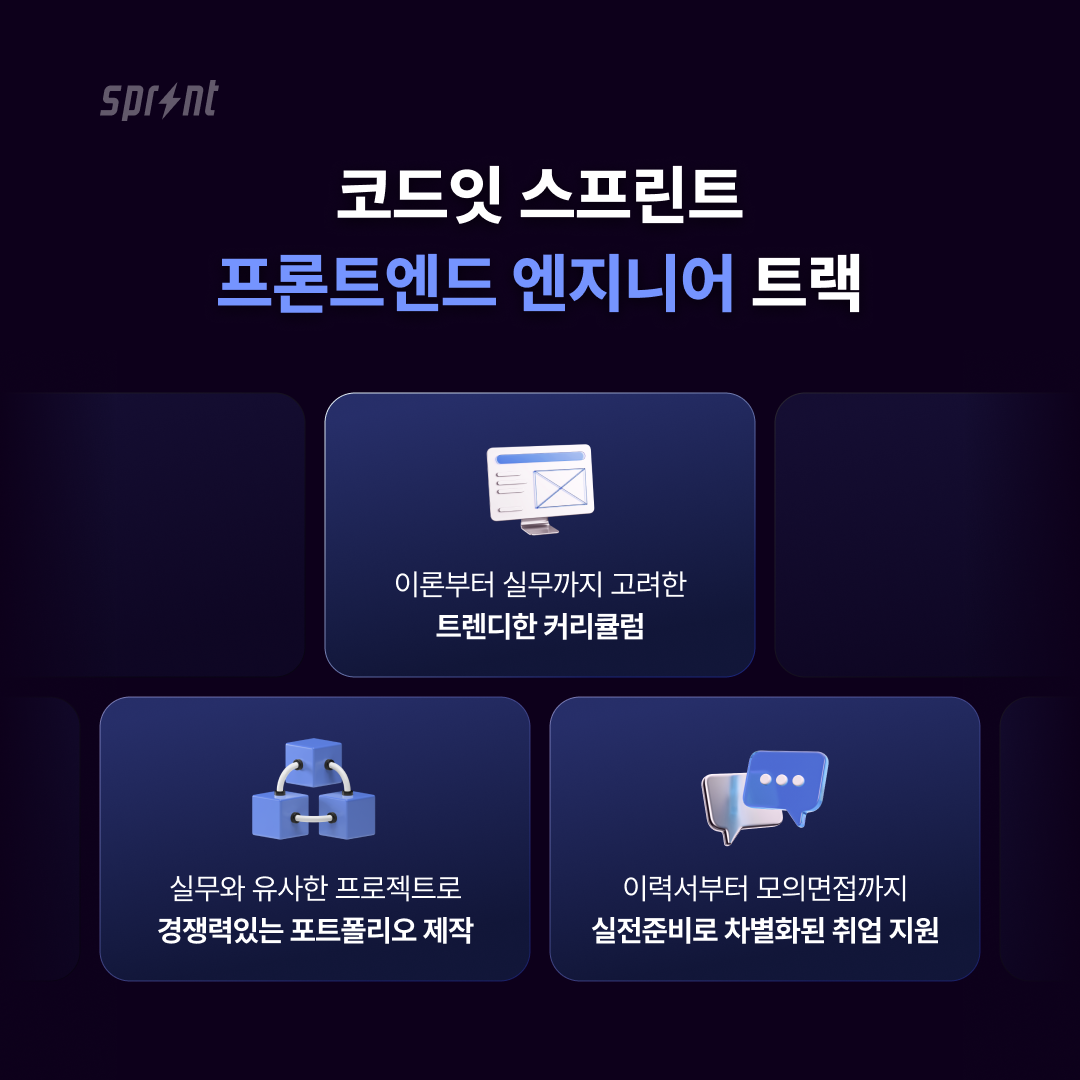 sprint
코드잇 스프린트
프론트엔드 엔지니어 트랙
이론부터 실무까지 고려한
트렌디한 커리큘럼
실무와 유사한 프로젝트로
경쟁력있는 포트폴리오 제작
이력서부터 모의면접까지
실전준비로 차별화된 취업 지원